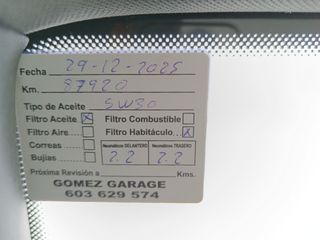 Fecha 29-12-2025
Km. 87920
Tipo de Aceite 5W30
Filtro Aceite X Filtro Combustible
Filtro Aire Filtro Habitáculo X
Correas Neumáticos DELANTERO Neumáticos TRASERO
Bujias 2.2 2.2
Próxima Revisión a Kms.
GOMEZ GARAGE
603 629 574